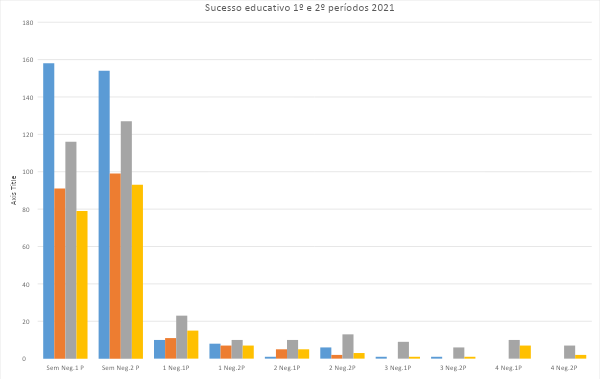 Sucesso educativo 1º e 2º períodos 2021
180
160
140
120
100
80
60
40
20
0
Axis Title
Sem Neg.1 P
Sem Neg.2 P
1 Neg.1P
1 Neg.2P
2 Neg.1P
2 Neg.2P
3 Neg.1P
3 Neg.2P
4 Neg.1P
4 Neg.2P